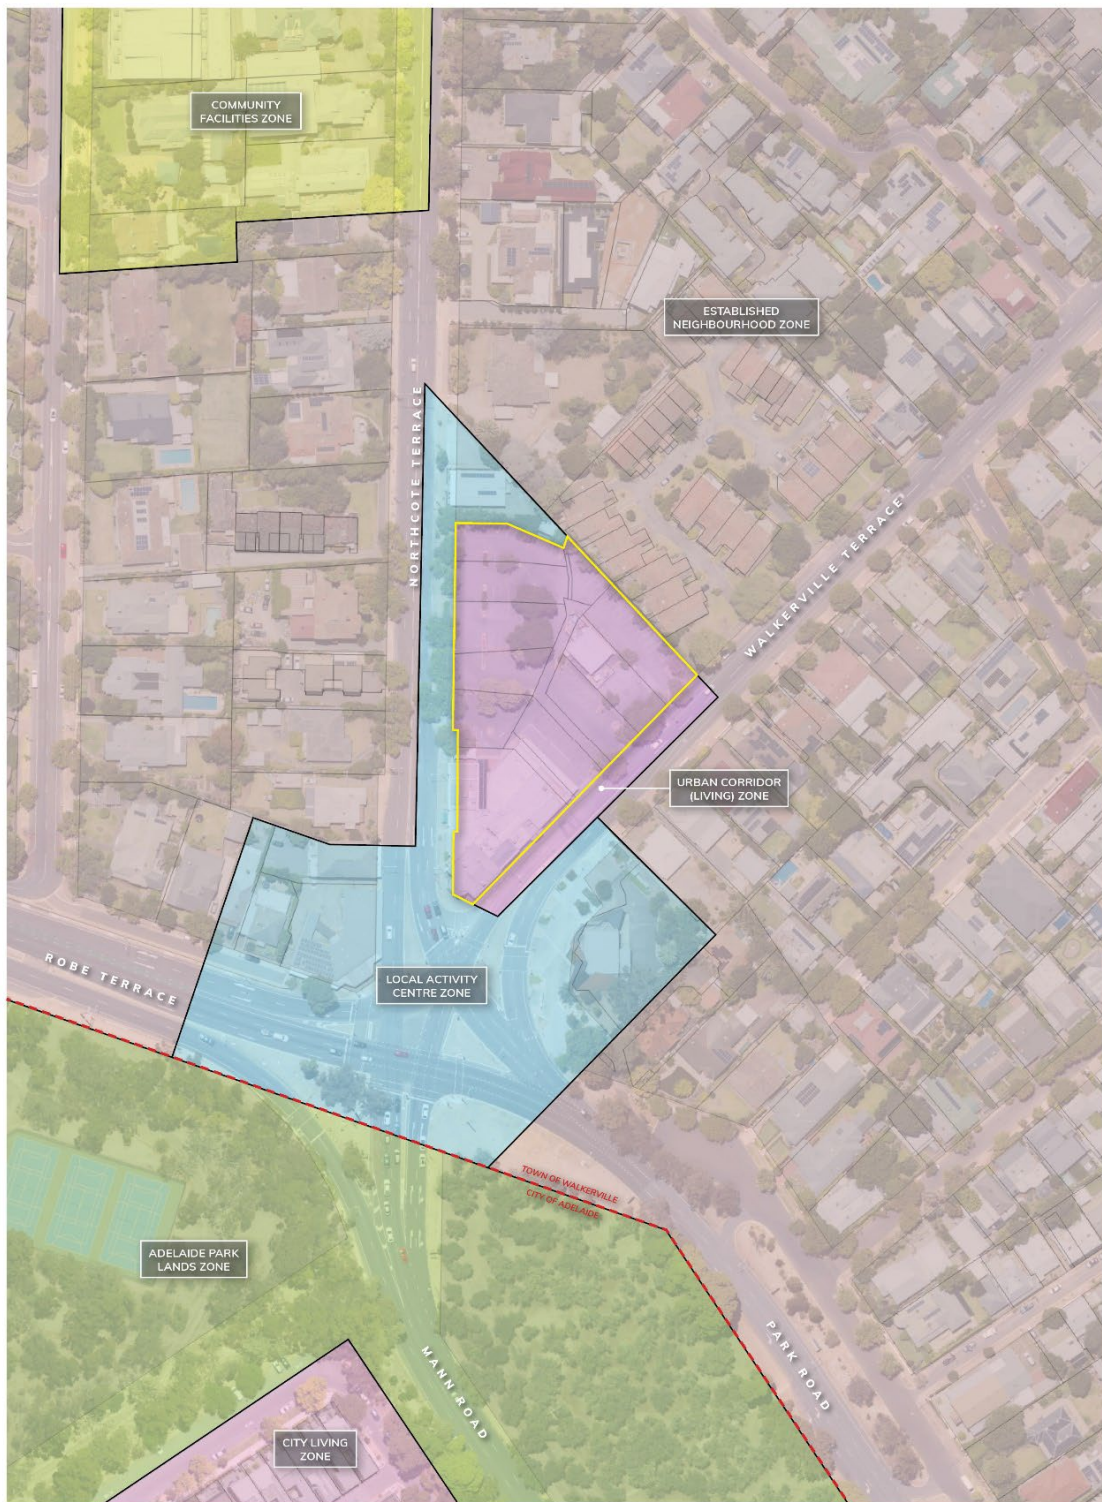 COMMUNITY
FACILITIES ZONE
ESTABLISHED
NEIGHBOURHOOD ZONE
NORTHCOTE TERRACE
WALKERVILLE TERRACE
URBAN CORRIDOR
(LIVING) ZONE
ROBE TERRACE
LOCAL ACTIVITY
CENTRE ZONE
TOWN OF WALKERVILLE
CITY OF ADELAIDE
ADELAIDE PARK
LANDS ZONE
MANN ROAD
PARK ROAD
CITY LIVING
ZONE